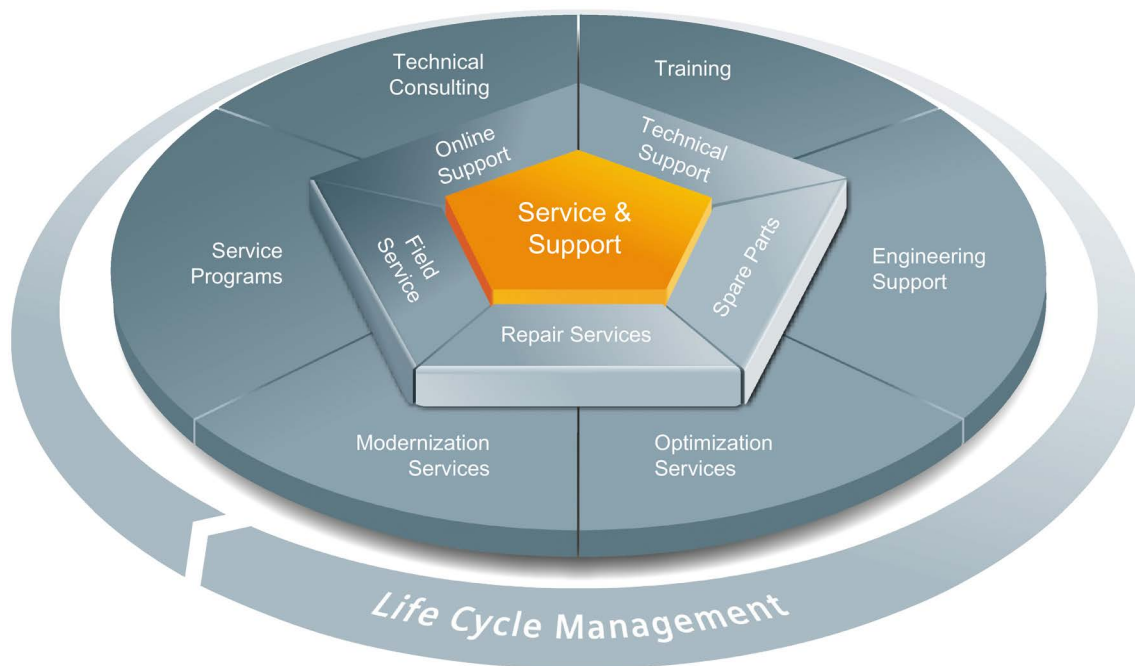 Technical
Consulting
Training
Online
Support
Technical
Support
Service &
Support
Service
Programs
Field
Service
Spare Parts
Engineering
Support
Repair Services
Modernization
Services
Optimization
Services
Life Cycle Management